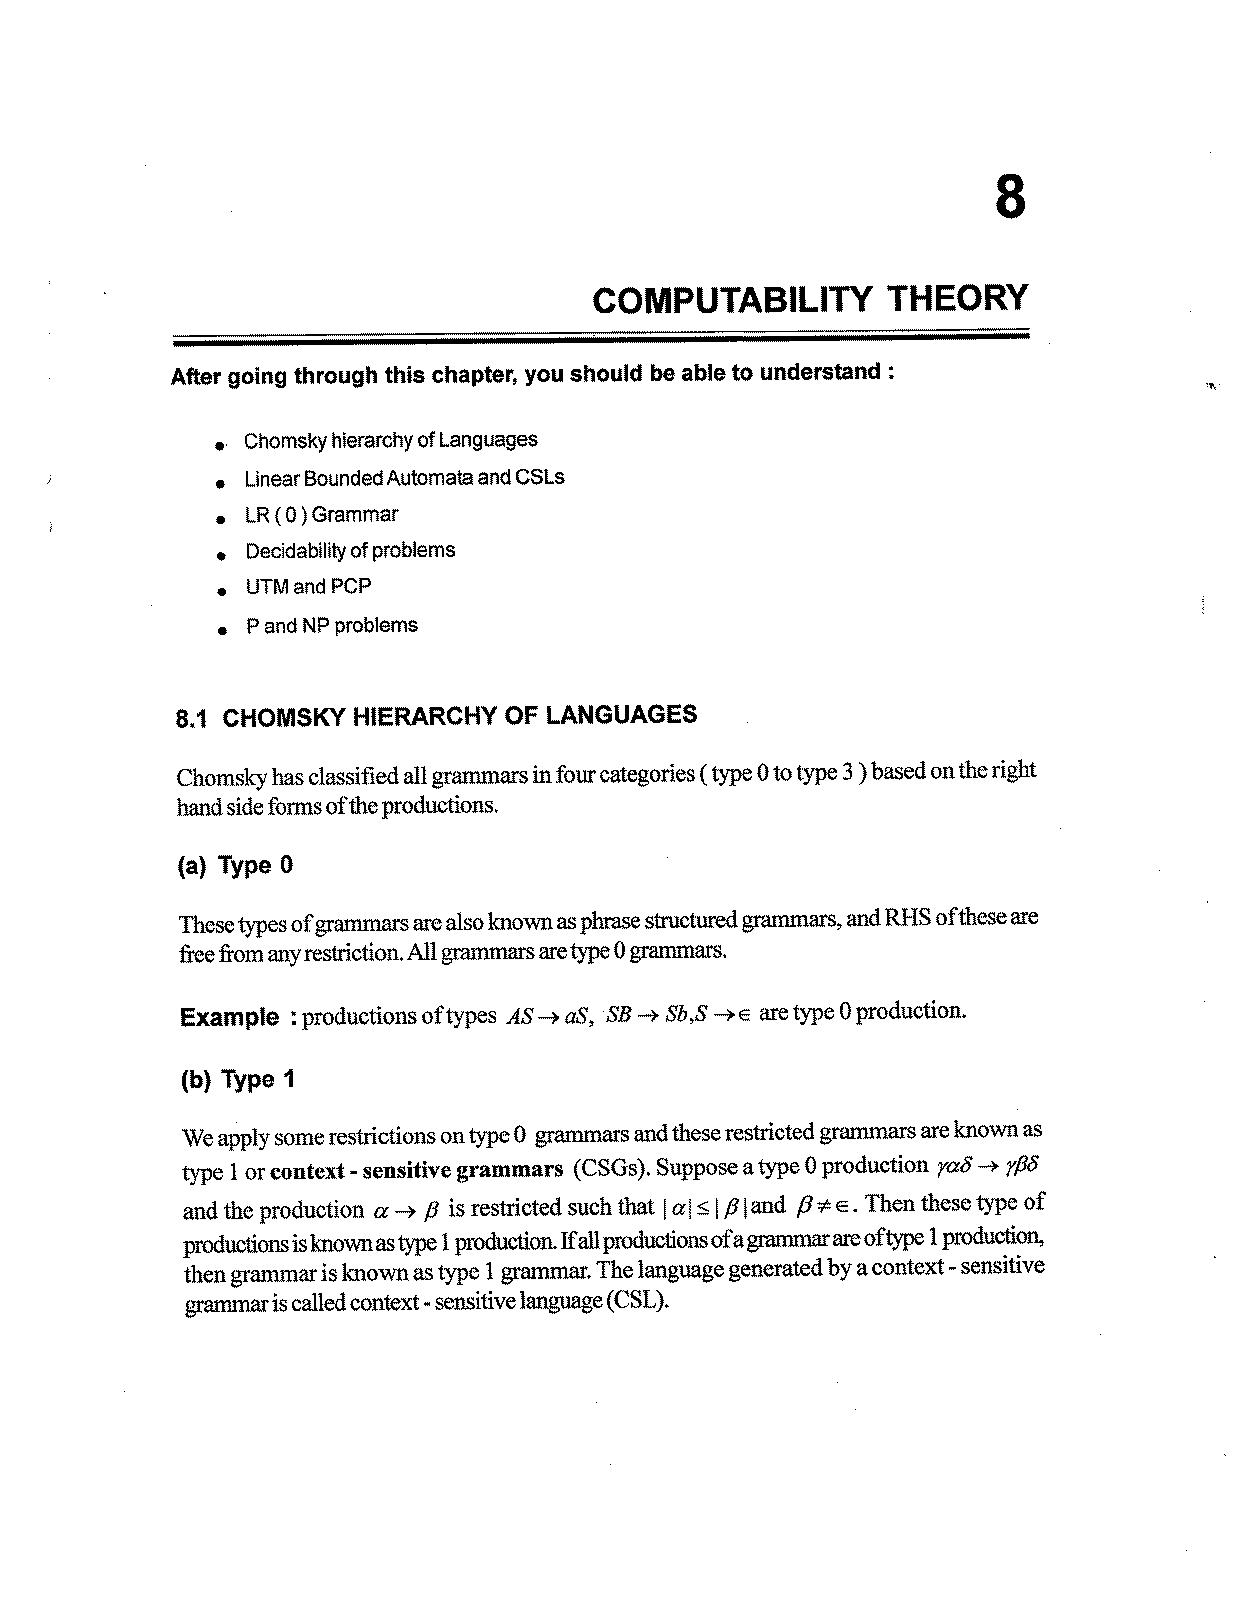 8
COMPUTABILITY THEORY
After going through this chapter, you should be able to understand :
• Chomsky hierarchy of Languages
• Linear Bounded Automata and CSLs
• LR ( 0 ) Grammar
• Decidability of problems
• UTM and PCP
• P and NP problems
8.1 CHOMSKY HIERARCHY OF LANGUAGES
Chomsky has classified all grammars in four categories ( type 0 to type 3 ) based on the right
hand side forms of the productions.
(a) Type 0
These types of grammars are also known as phrase structured grammars, and RHS of these are
free from any restriction. All grammars are type 0 grammars.
Example : productions of types AS → aS, SB → Sb,S →∈ are type 0 production.
(b) Type 1
We apply some restrictions on type 0 grammars and these restricted grammars are known as
type 1 or context - sensitive grammars (CSGs). Suppose a type 0 production γαδ → γβδ
and the production α → β is restricted such that | α| ≤ | β |and β ≠ ∈. Then these type of
productions is known as type 1 production. If all productions of a grammar are of type 1 production,
then grammar is known as type 1 grammar. The language generated by a context - sensitive
grammar is called context - sensitive language (CSL).